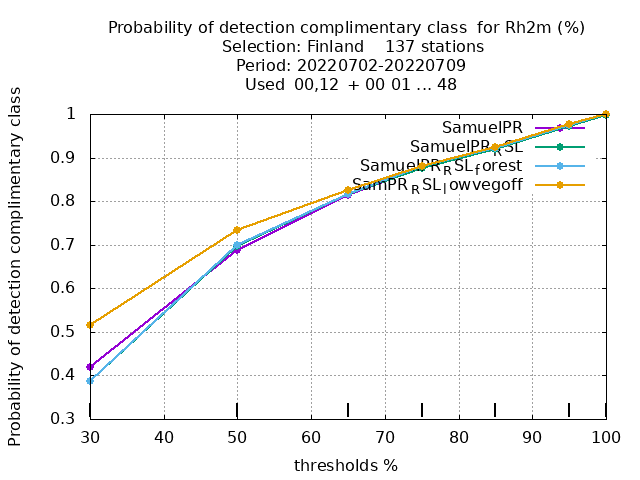 Probability of detection complimentary class for Rh2m (%)
Selection: Finland 137 stations
Period: 20220702-20220709
Used 00,12 + 00 01 ... 48
Probability of detection complimentary class
1
0.9
0.8
0.7
0.6
0.5
0.4
0.3
SamuelPR
SamuelPR_RSL
SamuelPR_RSL_forest
SamPR_RSL_lowvegoff
30 40 50 60 70 80 90 100
thresholds %